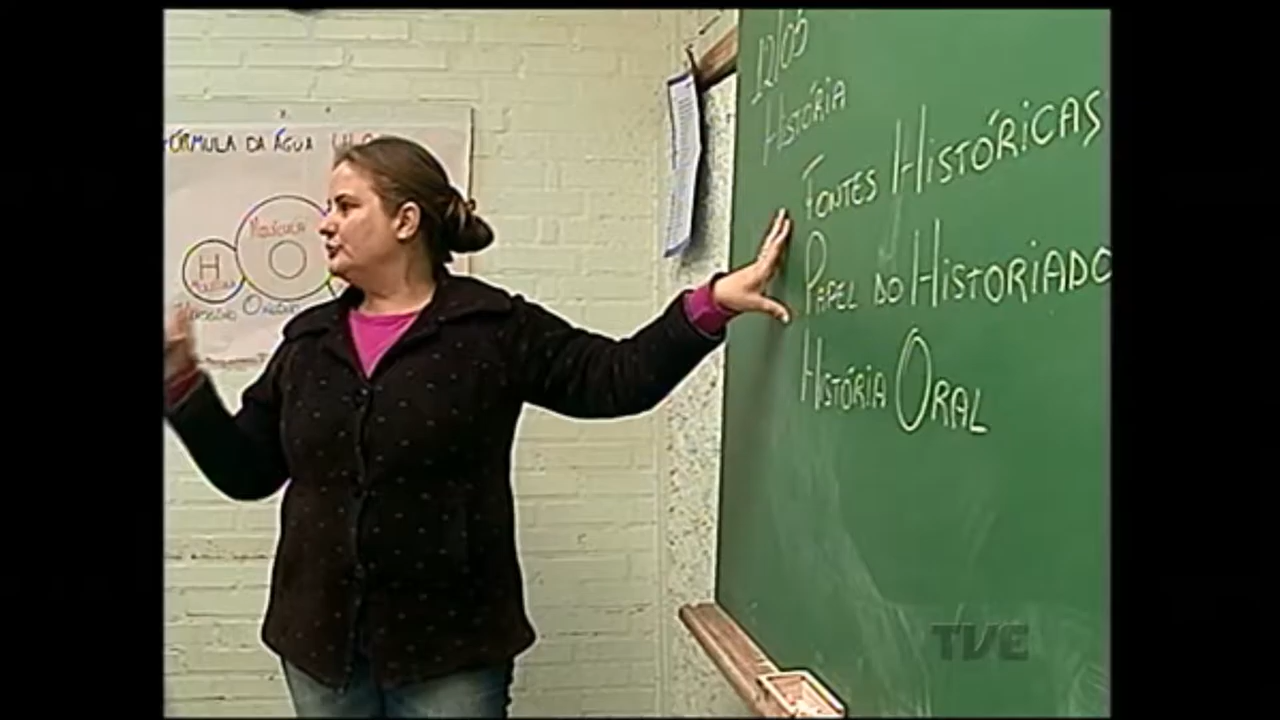 12/05
HISTÓRIA
FONTES HISTÓRICAS
PAPEL DO HISTORIADO
HISTÓRIA ORAL
FÓRMULA DA ÁGUA
H
TVE